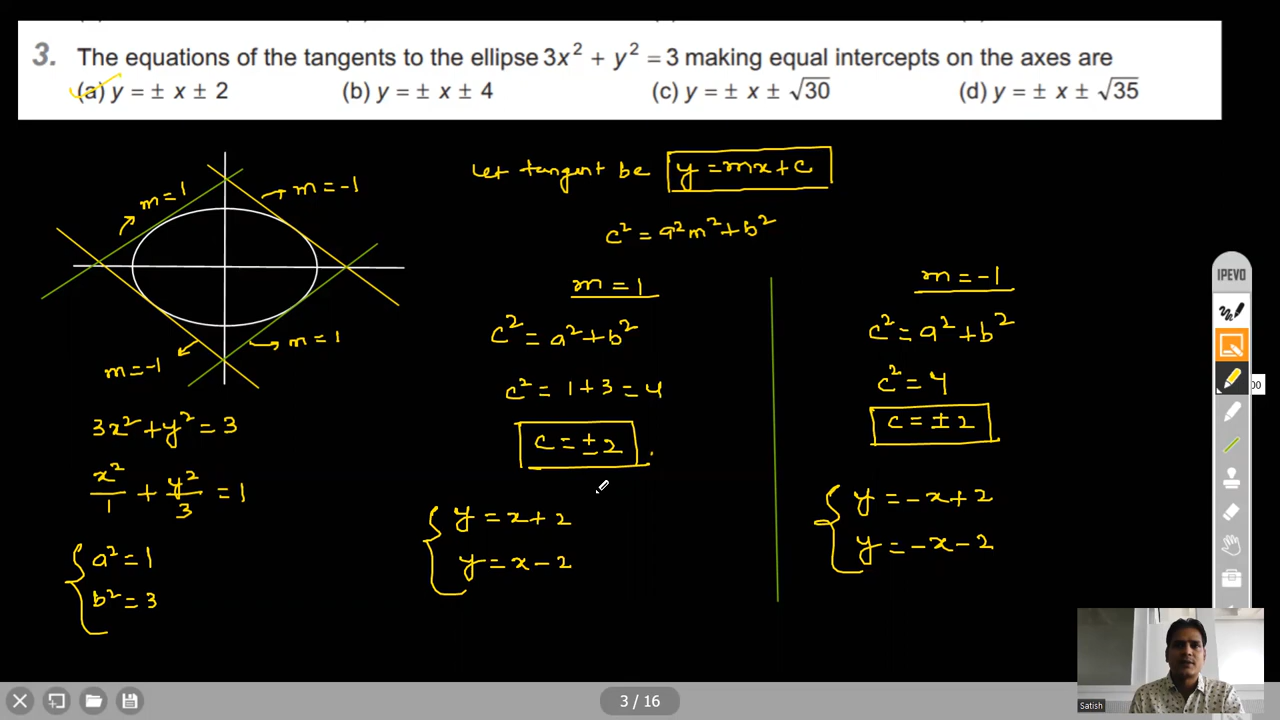 3. The equations of the tangents to the ellipse 3x² + y² = 3 making equal intercepts on the axes are
(a) y = ± x ± 2 (b) y = ± x ± 4 (c) y = ± x ± √30 (d) y = ± x ± √35
Let tangent be y = mx + c
c² = a²m² + b²
m = 1
m = -1
m = -1
m = 1
3x² + y² = 3
x²/1 + y²/3 = 1
a² = 1
b² = 3
m = 1
c² = a² + b²
c² = 1 + 3 = 4
c = ±2
y = x + 2
y = x - 2
m = -1
c² = a² + b²
c² = 4
c = ±2
y = -x + 2
y = -x - 2
IPEVO
00
Satish
3 / 16